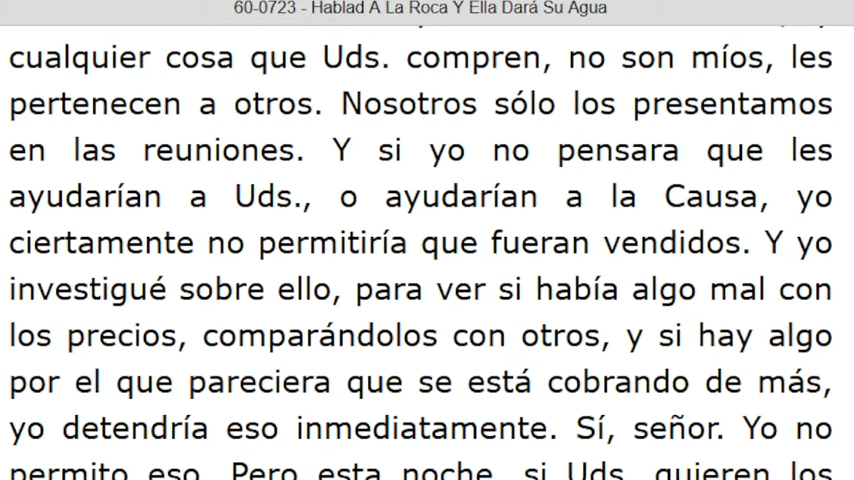 60-0723 - Hablad A La Roca Y Ella Dará Su Agua
cualquier cosa que Uds. compren, no son míos, les
pertenecen a otros. Nosotros sólo los presentamos
en las reuniones. Y si yo no pensara que les
ayudarían a Uds., o ayudarían a la Causa, yo
ciertamente no permitiría que fueran vendidos. Y yo
investigué sobre ello, para ver si había algo mal con
los precios, comparándolos con otros, y si hay algo
por el que pareciera que se está cobrando de más,
yo detendría eso inmediatamente. Sí, señor. Yo no
permito eso. Pero esta noche, si Uds. quieren los